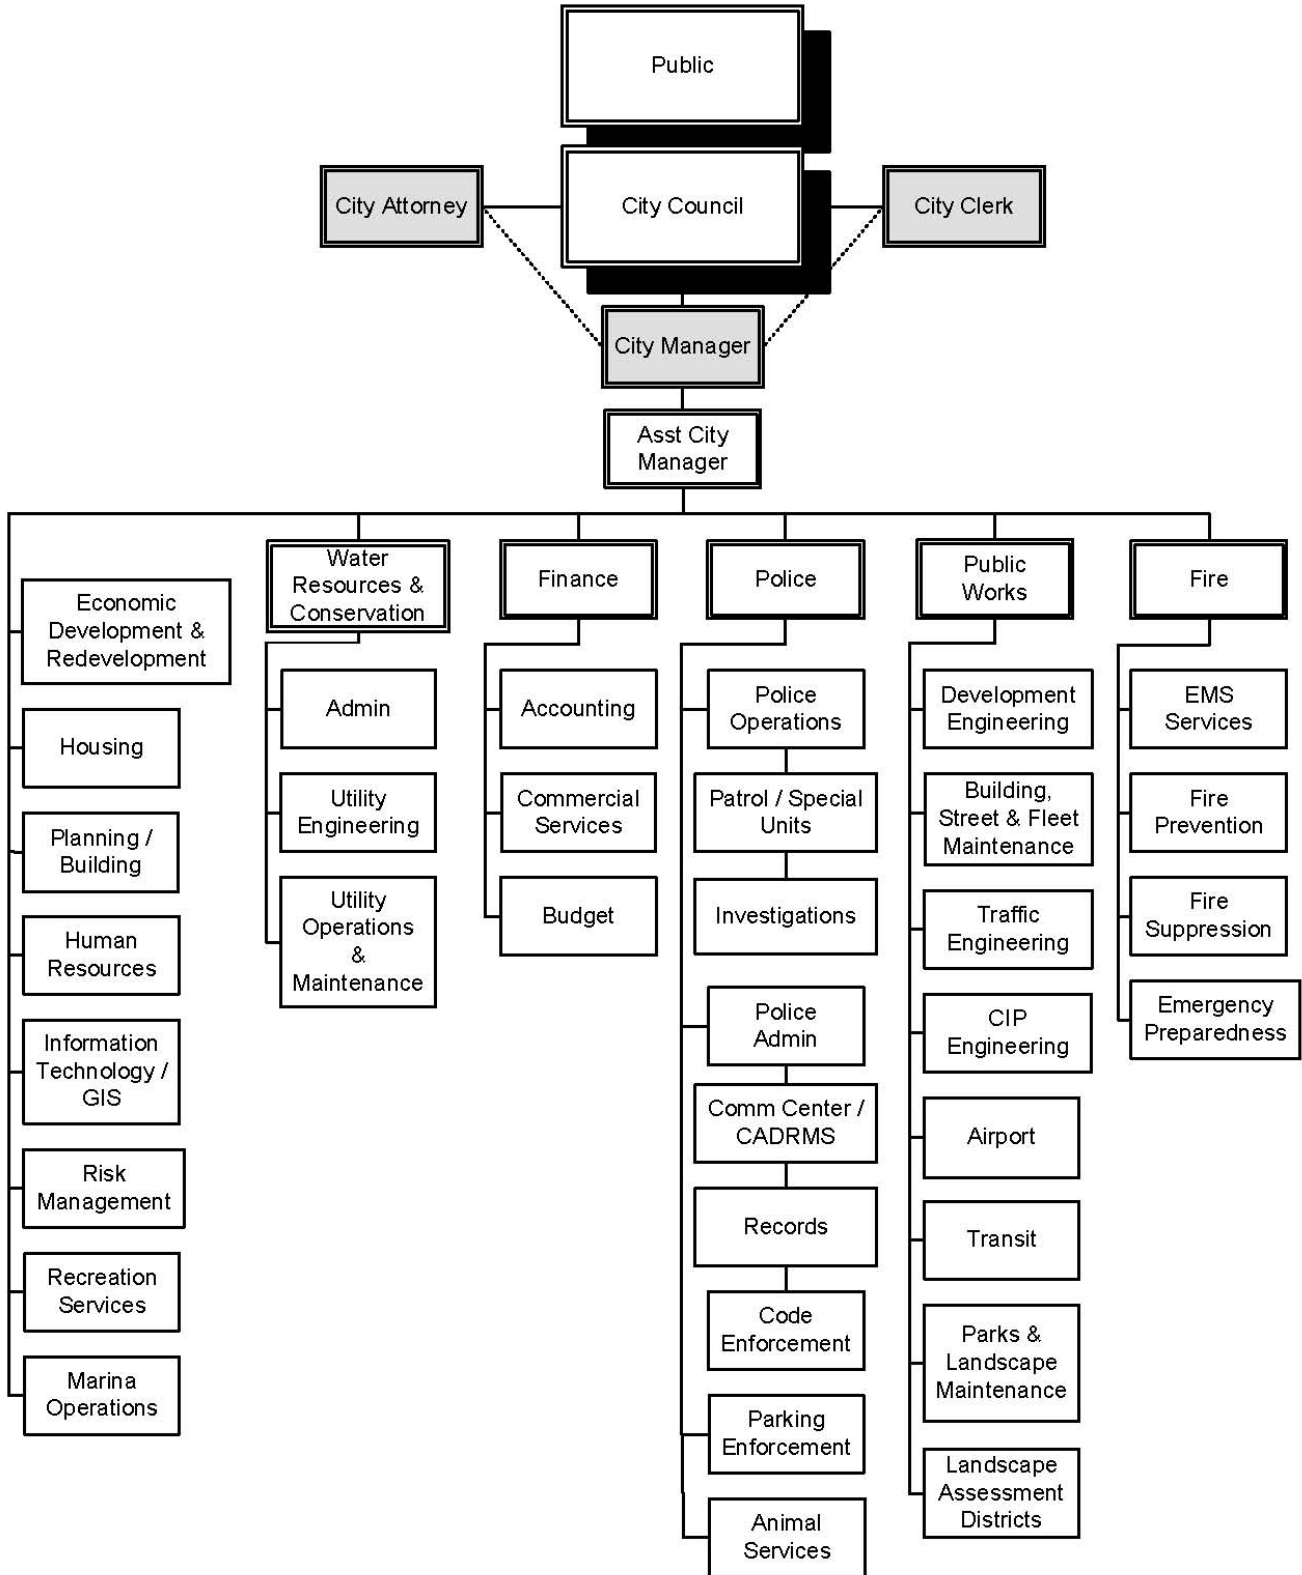 Public
City Attorney
City Council
City Clerk
City Manager
Asst City
Manager
Economic
Development &
Redevelopment
Housing
Planning /
Building
Human
Resources
Information
Technology /
GIS
Risk
Management
Recreation
Services
Marina
Operations
Water
Resources &
Conservation
Admin
Utility
Engineering
Utility
Operations
&
Maintenance
Finance
Accounting
Commercial
Services
Budget
Police
Police
Operations
Patrol / Special
Units
Investigations
Police
Admin
Comm Center /
CADRMS
Records
Code
Enforcement
Parking
Enforcement
Animal
Services
Public
Works
Development
Engineering
Building,
Street & Fleet
Maintenance
Traffic
Engineering
CIP
Engineering
Airport
Transit
Parks &
Landscape
Maintenance
Landscape
Assessment
Districts
Fire
EMS
Services
Fire
Prevention
Fire
Suppression
Emergency
Preparedness